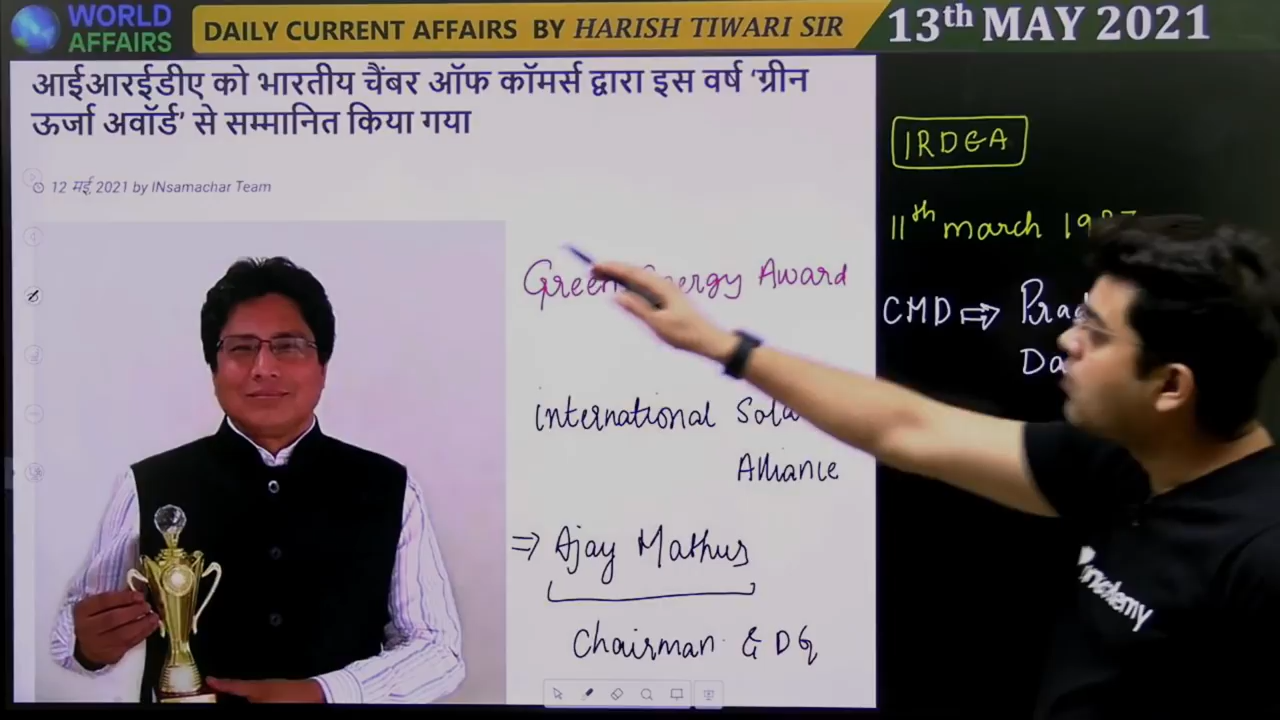 WORLD AFFAIRS
DAILY CURRENT AFFAIRS BY HARISH TIWARI SIR
13th MAY 2021
आईआरईडीए को भारतीय चैंबर ऑफ कॉमर्स द्वारा इस वर्ष 'ग्रीन
ऊर्जा अवॉर्ड' से सम्मानित किया गया
12 मई, 2021 by INsamachar Team
Green Energy Award
international
Alliance
⇒ Ajay Mathur
Chairman & DG
IRDEA
11th march
CMD ⇒